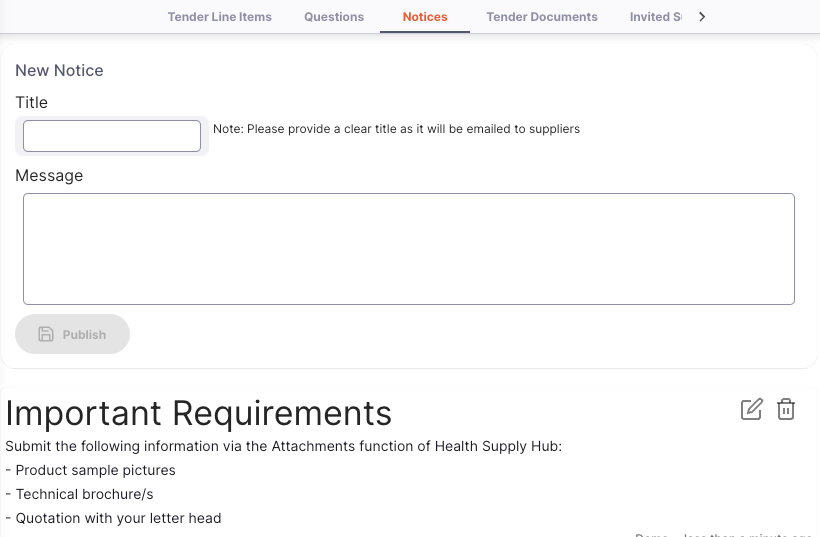 Tender Line Items Questions Notices Tender Documents Invited
New Notice
Title
Note: Please provide a clear title as it will be emailed to suppliers
Message
Publish
Important Requirements
Submit the following information via the Attachments function of Health Supply Hub:
- Product sample pictures
- Technical brochure/s
- Quotation with your letter head